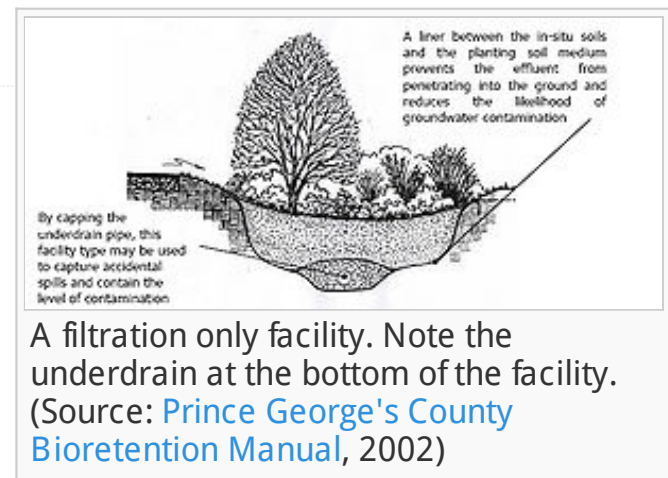 A liner between the in-situ soils
and the planting soil medium
prevents the effluent from
penetrating into the ground and
reduces the likelihood of
groundwater contamination
By capping the
underdrain pipe, this
facility type may be used
to capture accidental
spills and contain the
level of contamination
A filtration only facility. Note the
underdrain at the bottom of the facility.
(Source: Prince George's County
Bioretention Manual, 2002)